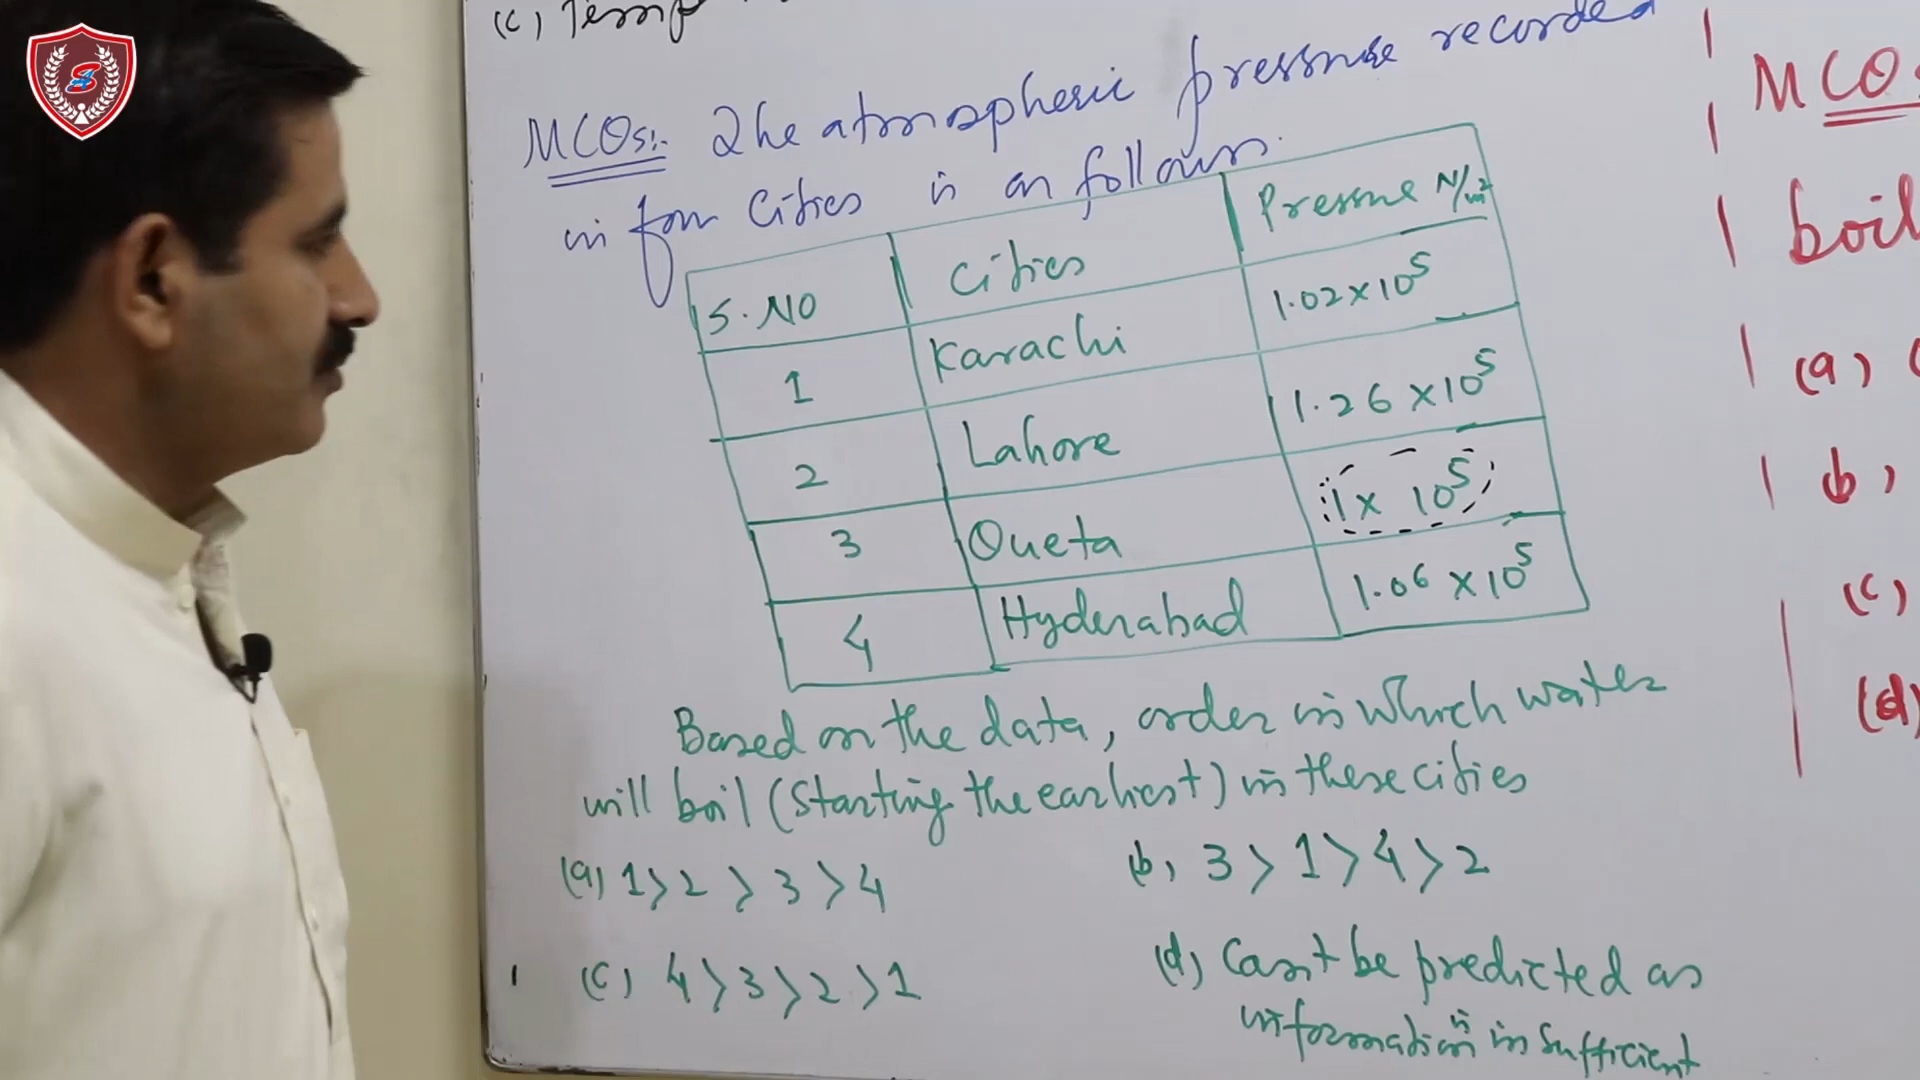 (c) Temp
MCQs:- The atmospheric pressure recorded
in four Cities is as follows.
S.NO Cities Pressure N/m²
1 Karachi 1.02×10⁵
2 Lahore 1.26×10⁵
3 Queta 1×10⁵
4 Hyderabad 1.06×10⁵
Based on the data, order in which water
will boil (starting the earliest) in these cities
(a) 1>2>3>4
(b) 3>1>4>2
(c) 4>3>2>1
(d) Can't be predicted as
information is insufficient
MCQs
boil
(a)
b)
(c)
(d)